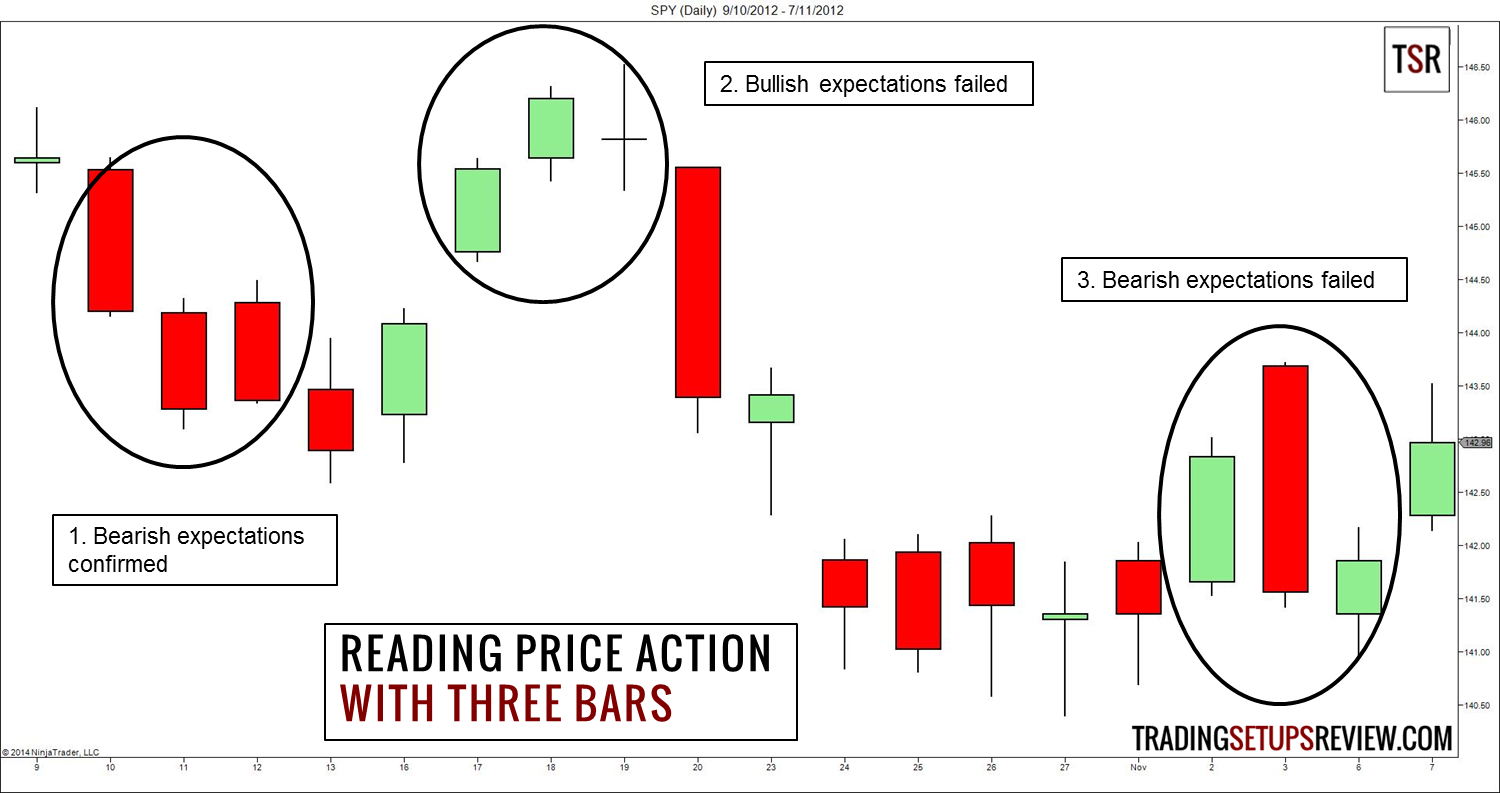 SPY (Daily) 9/10/2012 - 7/11/2012
TSR
2. Bullish expectations failed
3. Bearish expectations failed
1. Bearish expectations
confirmed
READING PRICE ACTION
WITH THREE BARS
146.50
146.00
145.50
145.00
144.50
144.00
143.50
142.96
142.50
142.00
141.50
141.00
140.50
TRADINGSETUPSREVIEW.COM
© 2014 NinjaTrader, LLC
9 10 11 12 13 16 17 18 19 20 23 24 25 26 27 Nov 2 3 6 7